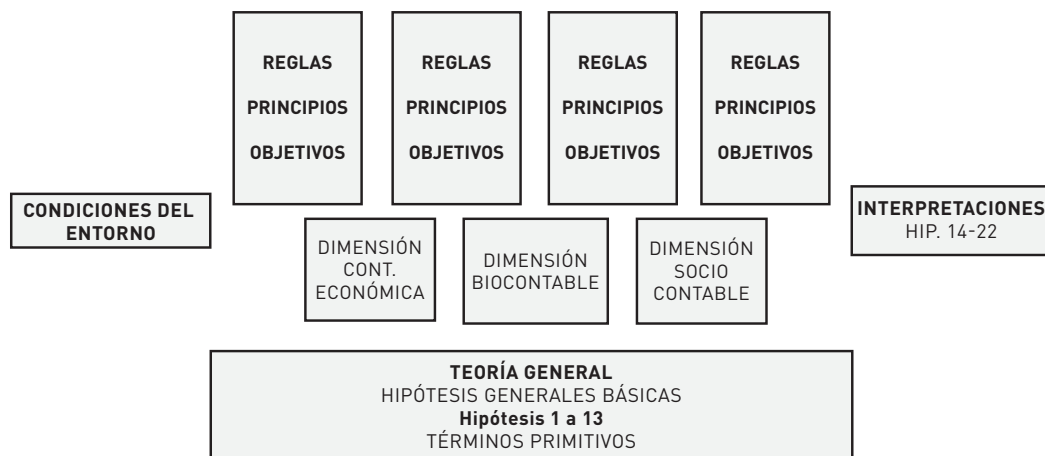 REGLAS
PRINCIPIOS
OBJETIVOS
REGLAS
PRINCIPIOS
OBJETIVOS
REGLAS
PRINCIPIOS
OBJETIVOS
REGLAS
PRINCIPIOS
OBJETIVOS
CONDICIONES DEL
ENTORNO
INTERPRETACIONES
HIP. 14-22
DIMENSIÓN
CONT.
ECONÓMICA
DIMENSIÓN
BIOCONTABLE
DIMENSIÓN
SOCIO
CONTABLE
TEORÍA GENERAL
HIPÓTESIS GENERALES BÁSICAS
Hipótesis 1 a 13
TÉRMINOS PRIMITIVOS